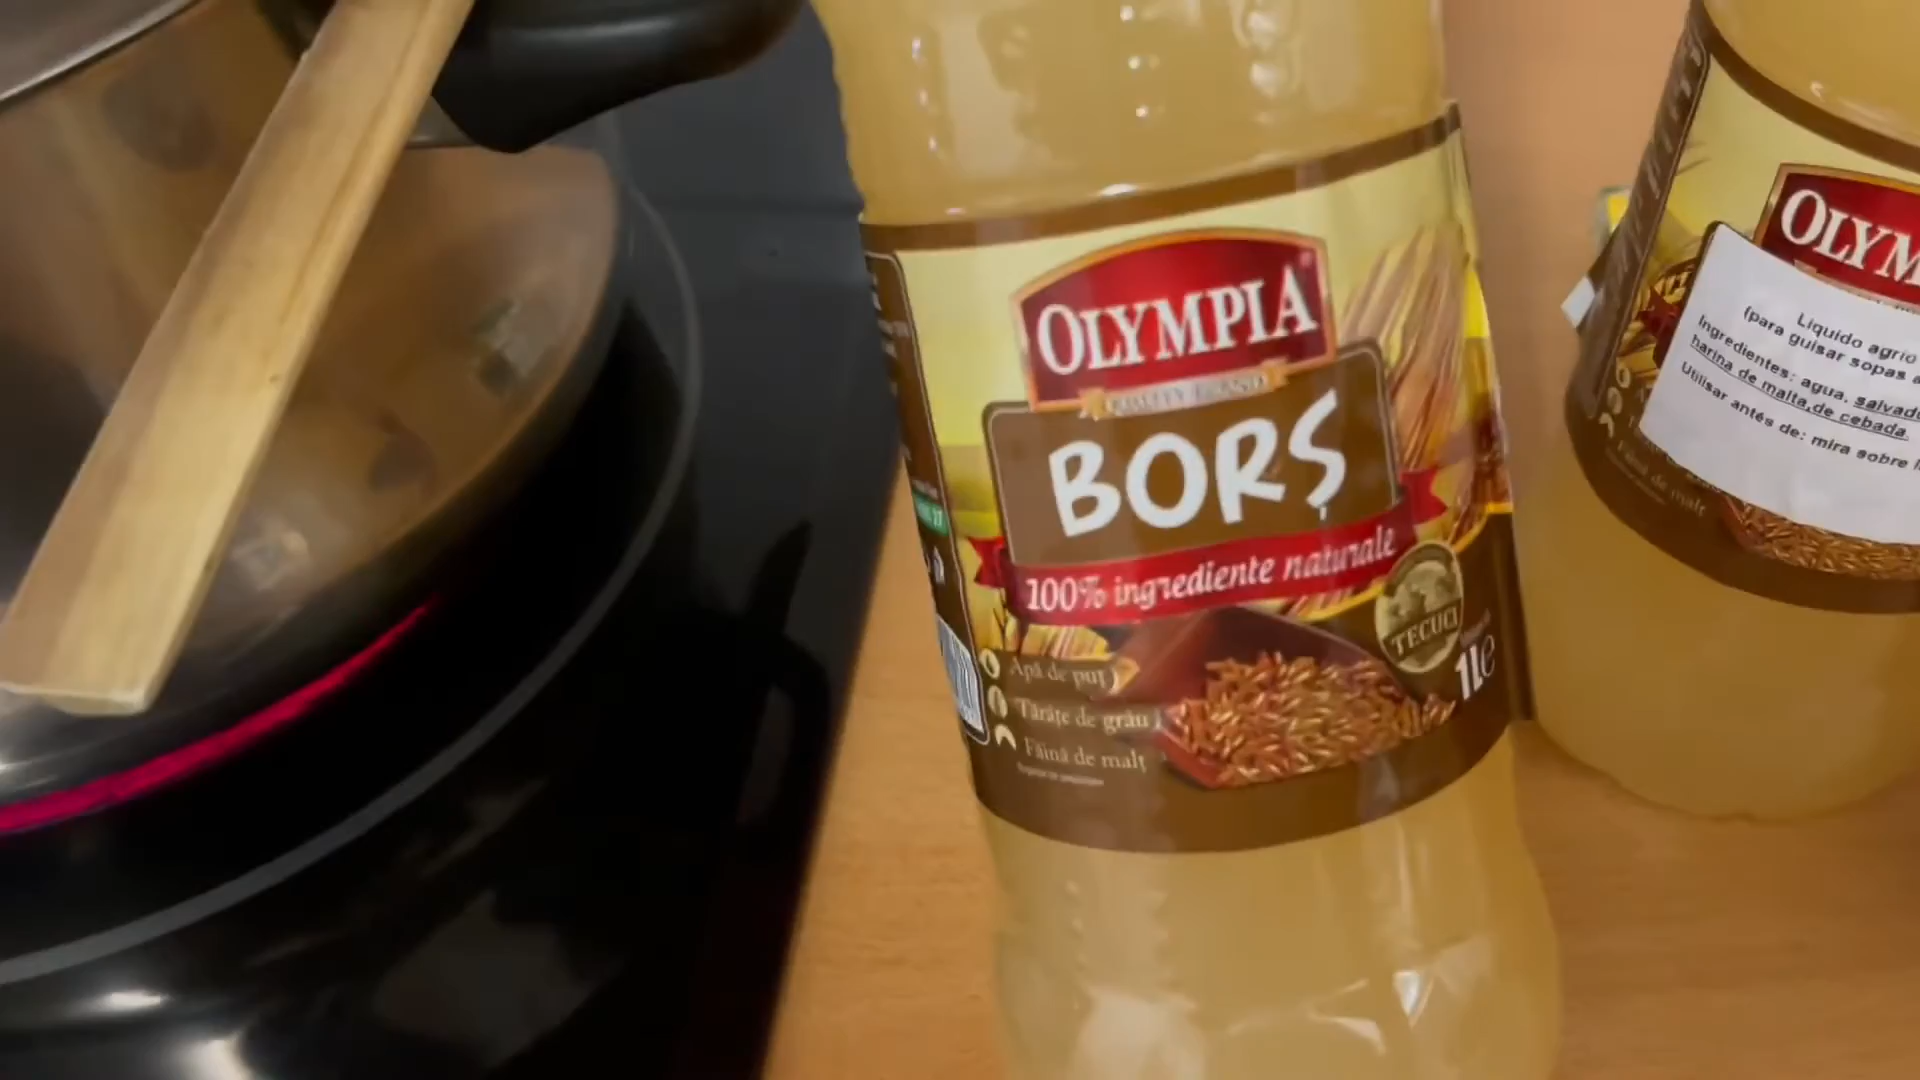 OLYMPIA
QUALITY BRAND
BORȘ
100% ingrediente naturale
TECUCI
1L e
Apă de puț
Tărâțe de grâu
Făină de malț
OLYM
Líquido agrio
(para guisar sopas a
Ingredientes: agua, salvado
harina de malta,de cebada.
Utilisar antés de: mira sobre
de malț